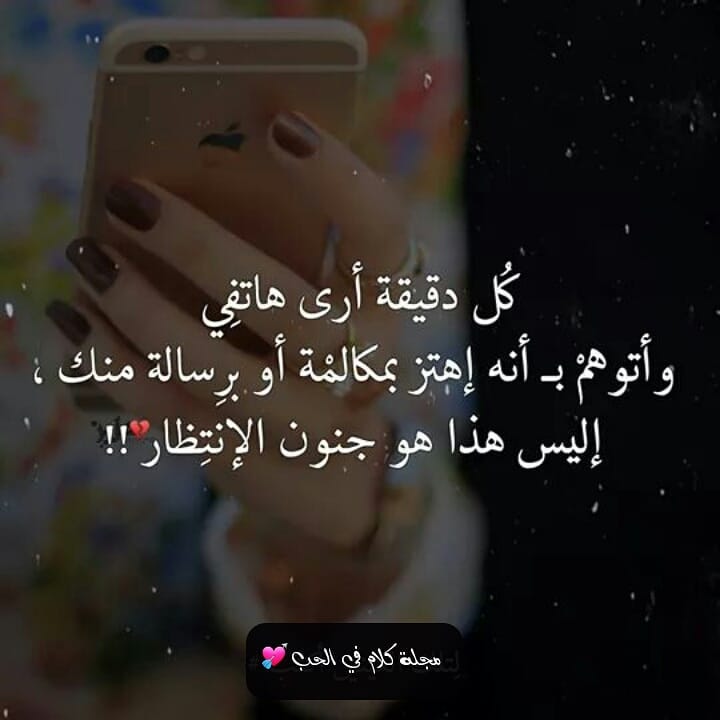 كُل دقيقة أرى هاتفِي
وأتوهمْ بـ أنه إهتز بمكالمْة أو برِسالة منك ،
إليس هذا هو جنون الإنتِظار💔!!
مجلة كلام في الحب 💘